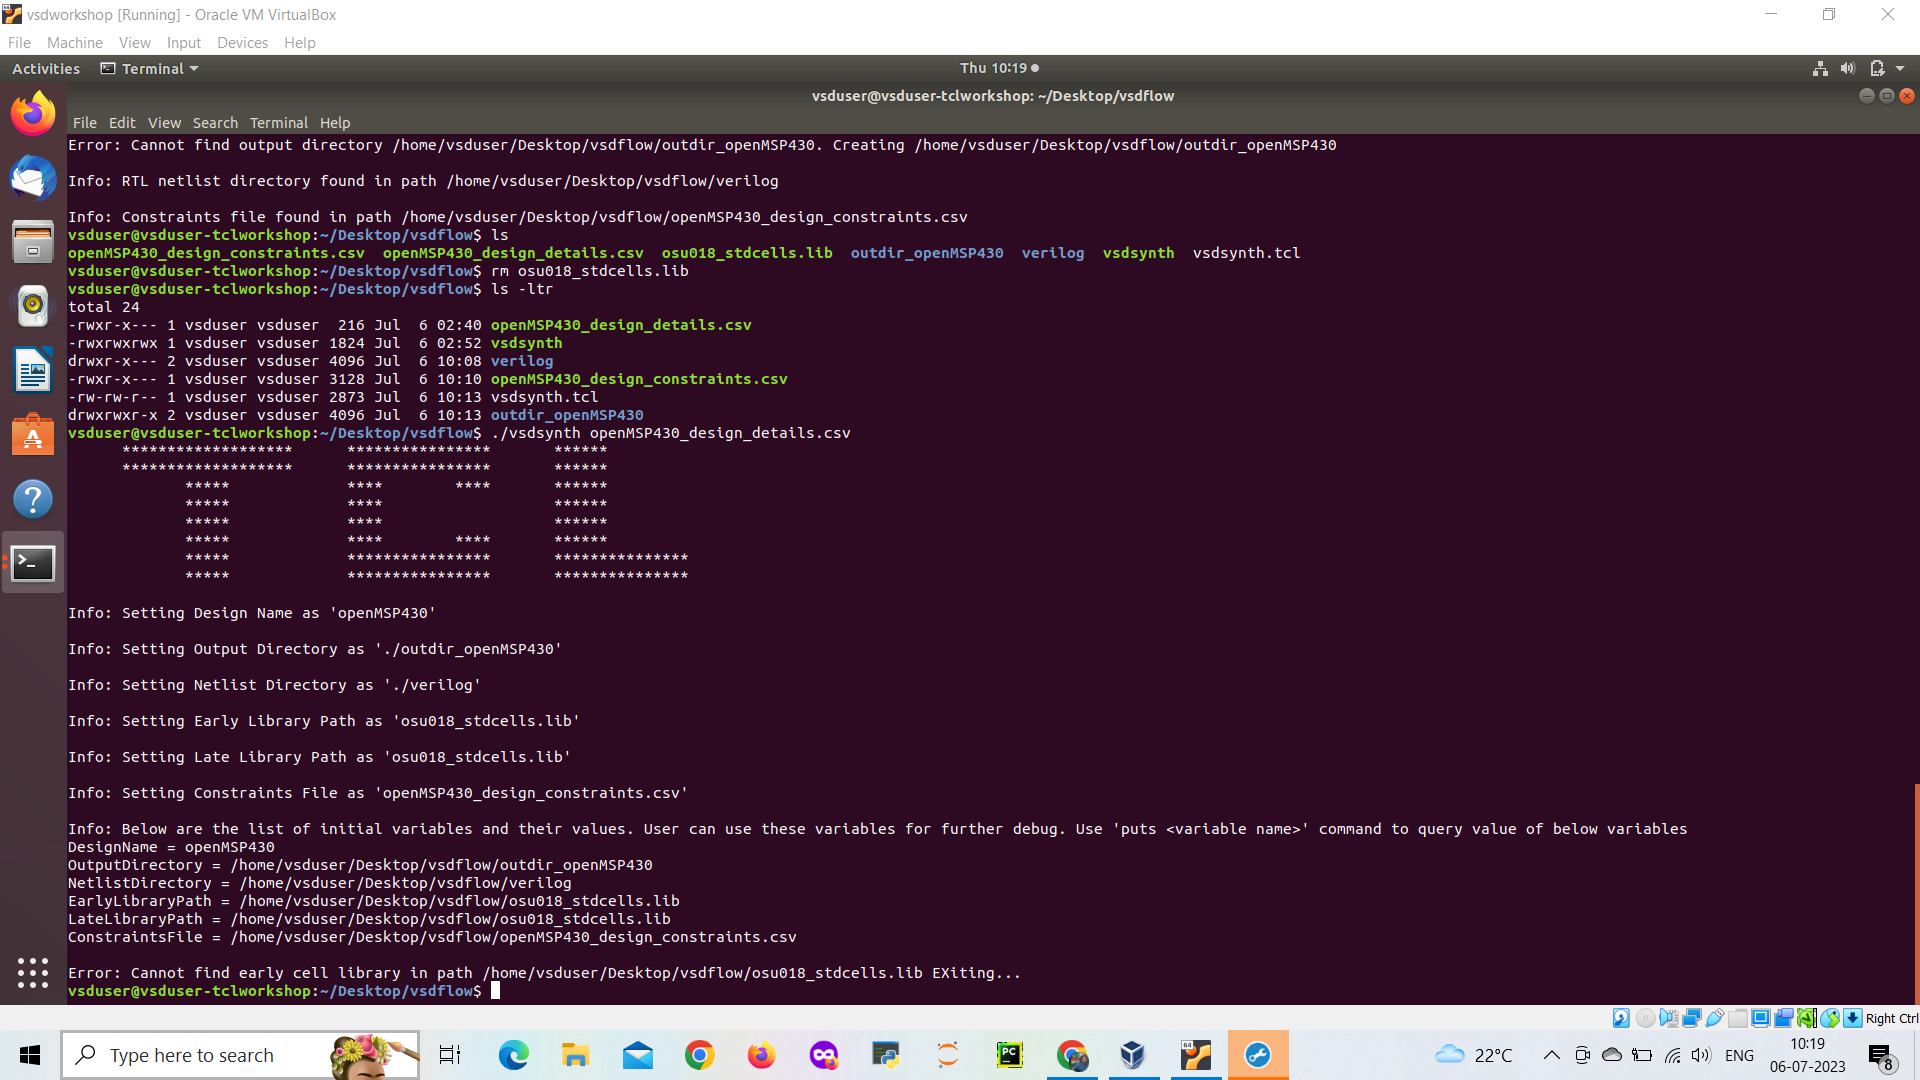 vsdworkshop [Running] - Oracle VM VirtualBox
File Machine View Input Devices Help
Activities Terminal Thu 10:19
vsduser@vsduser-tclworkshop: ~/Desktop/vsdflow
File Edit View Search Terminal Help
Error: Cannot find output directory /home/vsduser/Desktop/vsdflow/outdir_openMSP430. Creating /home/vsduser/Desktop/vsdflow/outdir_openMSP430
Info: RTL netlist directory found in path /home/vsduser/Desktop/vsdflow/verilog
Info: Constraints file found in path /home/vsduser/Desktop/vsdflow/openMSP430_design_constraints.csv
vsduser@vsduser-tclworkshop:~/Desktop/vsdflow$ ls
openMSP430_design_constraints.csv openMSP430_design_details.csv osu018_stdcells.lib outdir_openMSP430 verilog vsdsynth vsdsynth.tcl
vsduser@vsduser-tclworkshop:~/Desktop/vsdflow$ rm osu018_stdcells.lib
vsduser@vsduser-tclworkshop:~/Desktop/vsdflow$ ls -ltr
total 24
-rwxr-x--- 1 vsduser vsduser  216 Jul  6 02:40 openMSP430_design_details.csv
-rwxrwxrwx 1 vsduser vsduser 1824 Jul  6 02:52 vsdsynth
drwxr-x--- 2 vsduser vsduser 4096 Jul  6 10:08 verilog
-rwxr-x--- 1 vsduser vsduser 3128 Jul  6 10:10 openMSP430_design_constraints.csv
-rw-rw-r-- 1 vsduser vsduser 2873 Jul  6 10:13 vsdsynth.tcl
drwxrwxr-x 2 vsduser vsduser 4096 Jul  6 10:13 outdir_openMSP430
vsduser@vsduser-tclworkshop:~/Desktop/vsdflow$ ./vsdsynth openMSP430_design_details.csv
      *******************      ****************       ******
      *******************      ****************       ******
             *****             ****        ****       ******
             *****             ****                   ******
             *****             ****                   ******
             *****             ****        ****       ******
             *****             ****************       ***************
             *****             ****************       ***************
Info: Setting Design Name as 'openMSP430'
Info: Setting Output Directory as './outdir_openMSP430'
Info: Setting Netlist Directory as './verilog'
Info: Setting Early Library Path as 'osu018_stdcells.lib'
Info: Setting Late Library Path as 'osu018_stdcells.lib'
Info: Setting Constraints File as 'openMSP430_design_constraints.csv'
Info: Below are the list of initial variables and their values. User can use these variables for further debug. Use 'puts <variable name>' command to query value of below variables
DesignName = openMSP430
OutputDirectory = /home/vsduser/Desktop/vsdflow/outdir_openMSP430
NetlistDirectory = /home/vsduser/Desktop/vsdflow/verilog
EarlyLibraryPath = /home/vsduser/Desktop/vsdflow/osu018_stdcells.lib
LateLibraryPath = /home/vsduser/Desktop/vsdflow/osu018_stdcells.lib
ConstraintsFile = /home/vsduser/Desktop/vsdflow/openMSP430_design_constraints.csv
Error: Cannot find early cell library in path /home/vsduser/Desktop/vsdflow/osu018_stdcells.lib EXiting...
vsduser@vsduser-tclworkshop:~/Desktop/vsdflow$
Right Ctrl
Type here to search
PC
64
22°C
ENG
10:19
06-07-2023
8